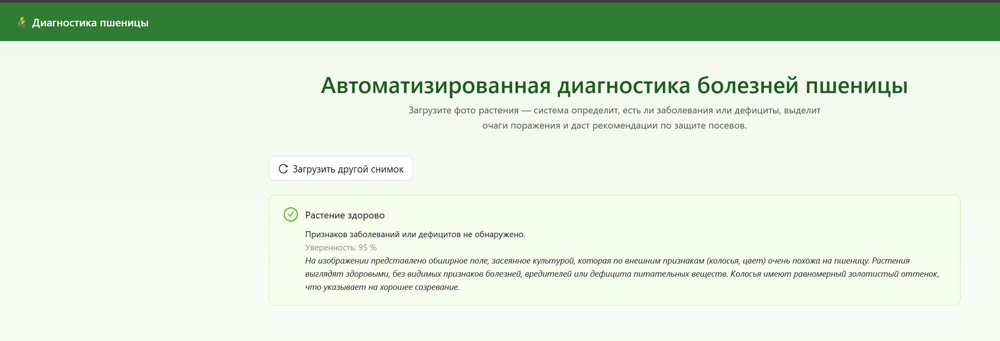 Диагностика пшеницы
Автоматизированная диагностика болезней пшеницы
Загрузите фото растения — система определит, есть ли заболевания или дефициты, выделит
очаги поражения и даст рекомендации по защите посевов.
Загрузить другой снимок
Растение здорово
Признаков заболеваний или дефицитов не обнаружено.
Уверенность: 95 %
На изображении представлено обширное поле, засеянное культурой, которая по внешним признакам (колосья, цвет) очень похожа на пшеницу. Растения
выглядят здоровыми, без видимых признаков болезней, вредителей или дефицита питательных веществ. Колосья имеют равномерный золотистый оттенок,
что указывает на хорошее созревание.